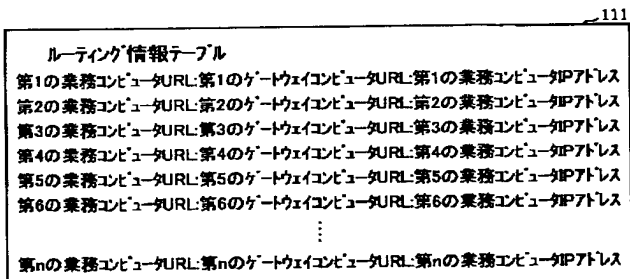 111
ルーティング情報テーブル
第1の業務コンピュータURL:第1のゲートウェイコンピュータURL:第1の業務コンピュータIPアドレス
第2の業務コンピュータURL:第2のゲートウェイコンピュータURL:第2の業務コンピュータIPアドレス
第3の業務コンピュータURL:第3のゲートウェイコンピュータURL:第3の業務コンピュータIPアドレス
第4の業務コンピュータURL:第4のゲートウェイコンピュータURL:第4の業務コンピュータIPアドレス
第5の業務コンピュータURL:第5のゲートウェイコンピュータURL:第5の業務コンピュータIPアドレス
第6の業務コンピュータURL:第6のゲートウェイコンピュータURL:第6の業務コンピュータIPアドレス
⋮
第nの業務コンピュータURL:第nのゲートウェイコンピュータURL:第nの業務コンピュータIPアドレス